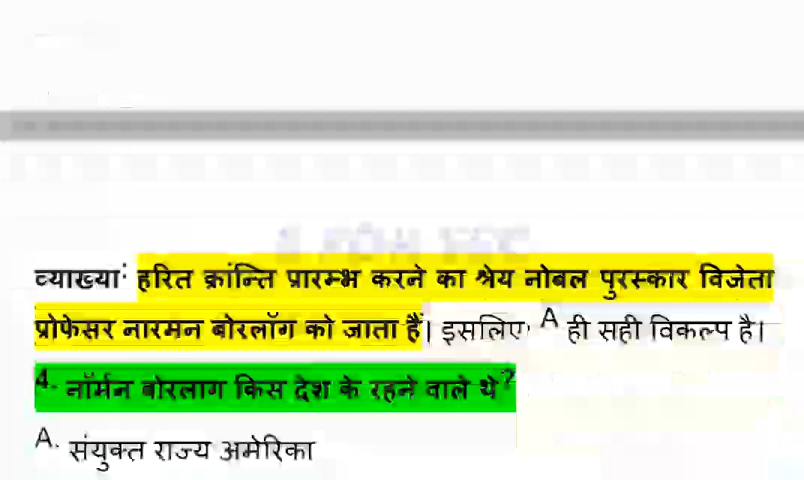 व्याख्या: हरित क्रांन्ति प्रारम्भ करने का श्रेय नोबल पुरस्कार विजेता
प्रोफेसर नारमन बोरलॉग को जाता है। इसलिए, A ही सही विकल्प है।
4. नॉर्मन बोरलाग किस देश के रहने वाले थे?
A. संयुक्त राज्य अमेरिका